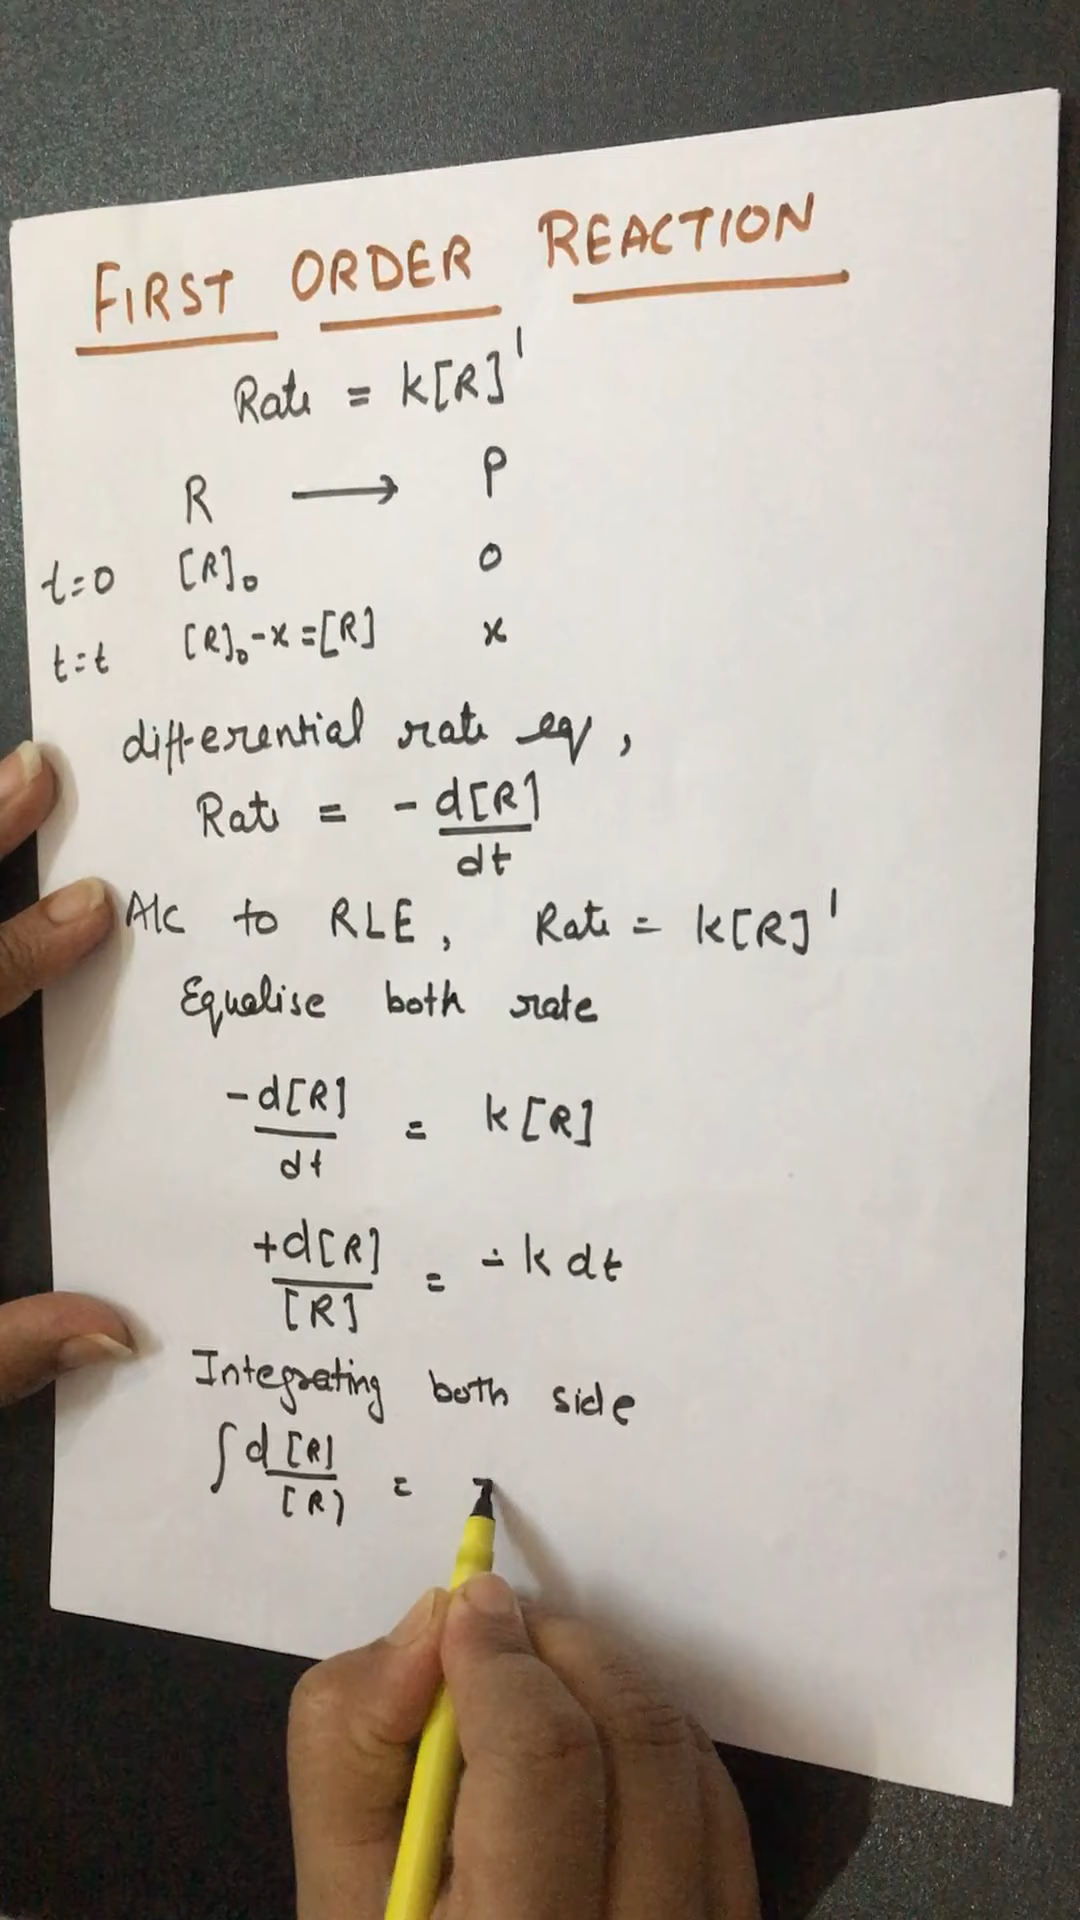 FIRST ORDER REACTION
Rate = k[R]¹
R ⟶ P
t=0 [R]₀ 0
t=t [R]₀-x=[R] x
differential rate eq,
Rate = - d[R]/dt
A/c to RLE, Rate = k[R]¹
Equalise both rate
-d[R]/dt = k[R]
+d[R]/[R] = -k dt
Integrating both side
∫ d[R]/[R] = -